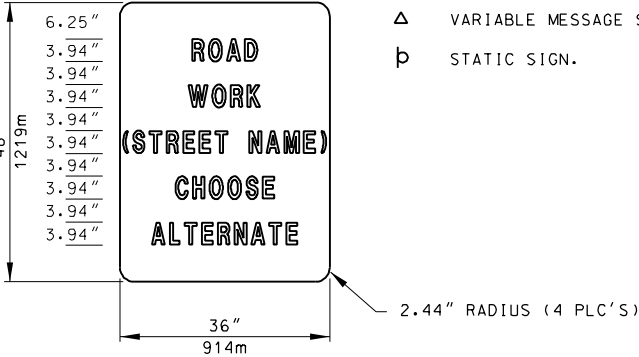 6.25"
3.94"
3.94"
3.94"
3.94"
3.94"
3.94"
3.94"
3.94"
3.94"
1219m
ROAD
WORK
(STREET NAME)
CHOOSE
ALTERNATE
36"
914m
VARIABLE MESSAGE
STATIC SIGN.
2.44" RADIUS (4 PLC'S)